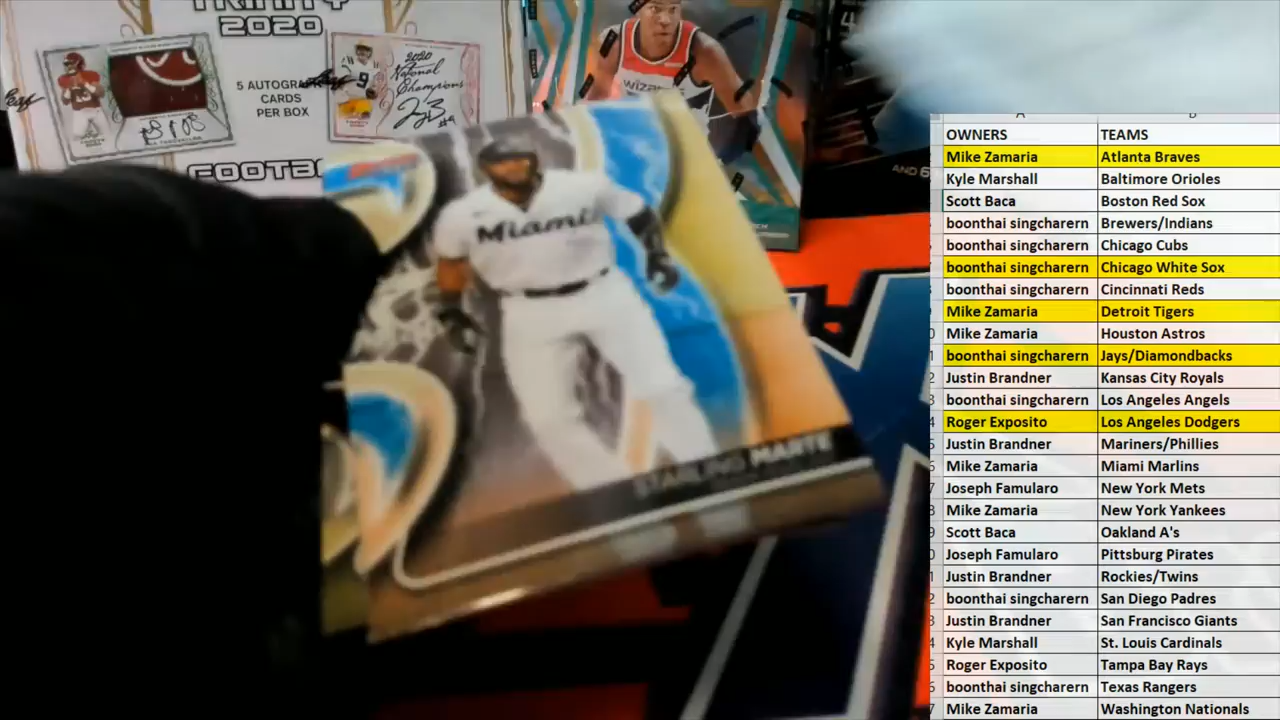 TRINITY
2020
5 AUTOGRAPH
CARDS
PER BOX
2020
National
Champions
FOOTBA
wizards
AND 6
Miami
STARLING MARTE
A B
OWNERS TEAMS
Mike Zamaria Atlanta Braves
Kyle Marshall Baltimore Orioles
Scott Baca Boston Red Sox
boonthai singcharern Brewers/Indians
boonthai singcharern Chicago Cubs
boonthai singcharern Chicago White Sox
boonthai singcharern Cincinnati Reds
Mike Zamaria Detroit Tigers
Mike Zamaria Houston Astros
boonthai singcharern Jays/Diamondbacks
Justin Brandner Kansas City Royals
boonthai singcharern Los Angeles Angels
Roger Exposito Los Angeles Dodgers
Justin Brandner Mariners/Phillies
Mike Zamaria Miami Marlins
Joseph Famularo New York Mets
Mike Zamaria New York Yankees
Scott Baca Oakland A's
Joseph Famularo Pittsburg Pirates
Justin Brandner Rockies/Twins
boonthai singcharern San Diego Padres
Justin Brandner San Francisco Giants
Kyle Marshall St. Louis Cardinals
Roger Exposito Tampa Bay Rays
boonthai singcharern Texas Rangers
Mike Zamaria Washington Nationals